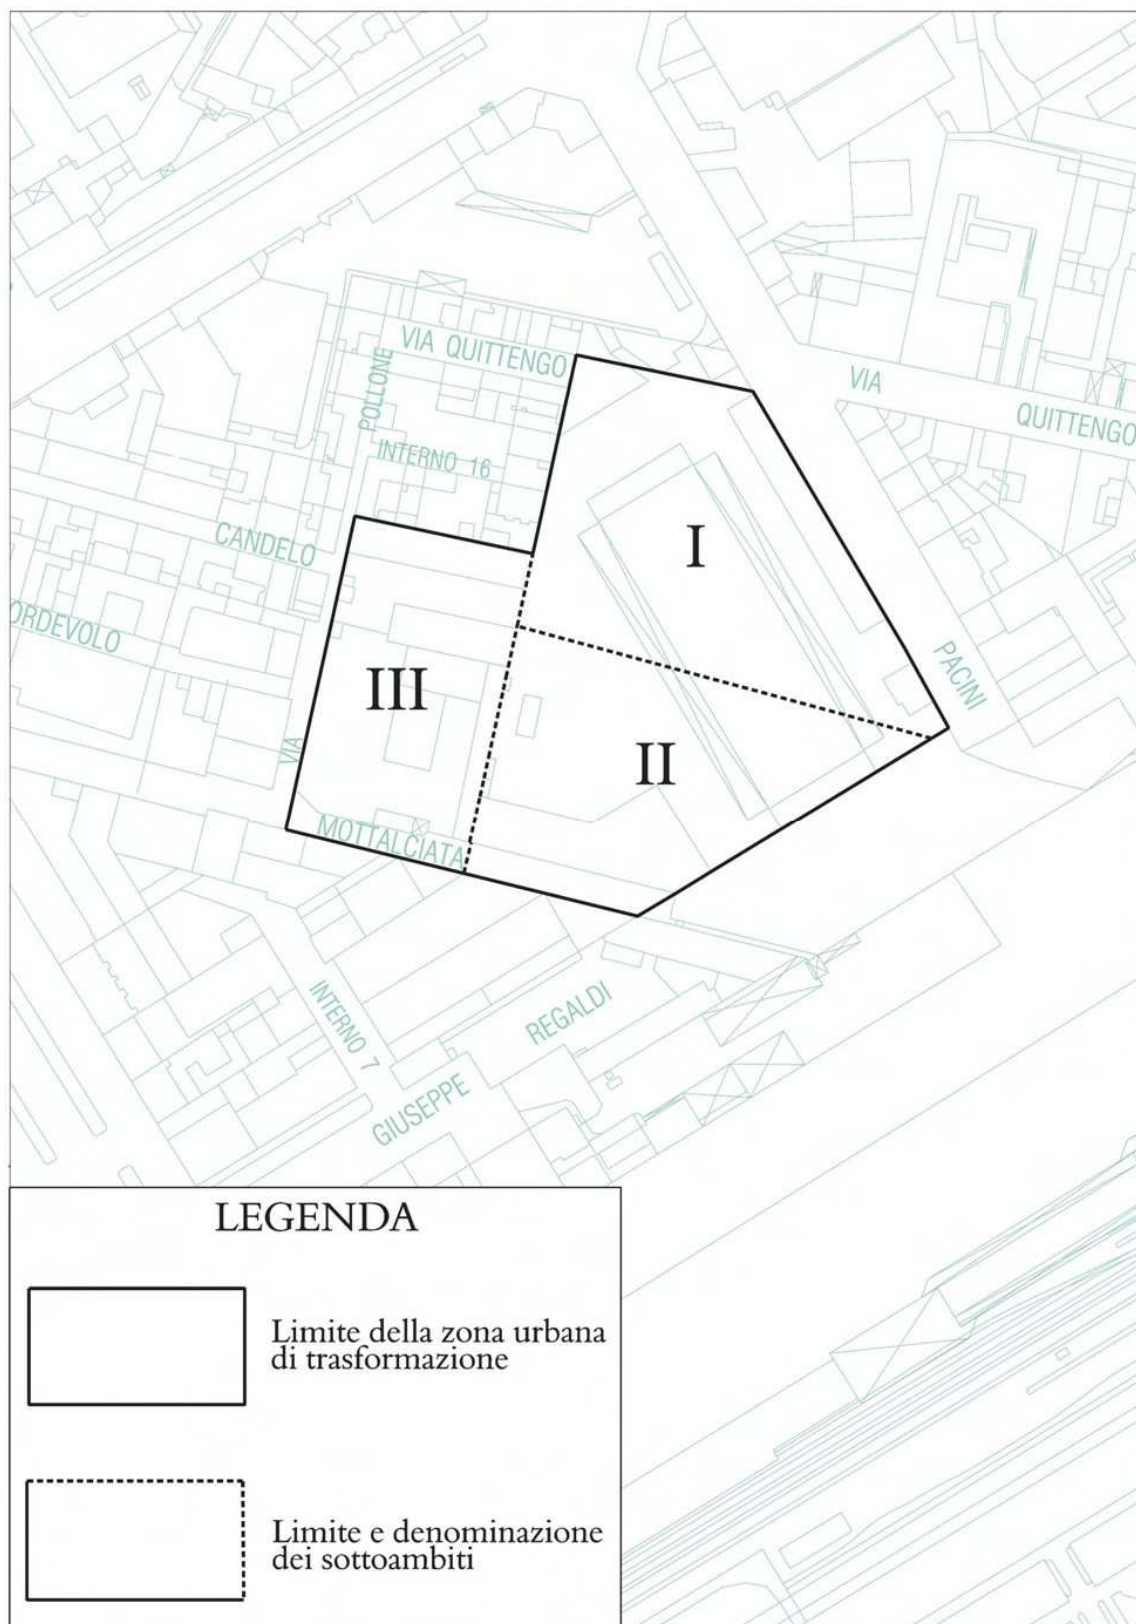 VIA QUITTENGO
POLLONE
VIA
QUITTENGO
INTERNO 16
CANDELO
I
ORDEVOLO
III
PACINI
VIA
II
MOTTALCIATA
INTERNO 7
REGALDI
GIUSEPPE
LEGENDA
Limite della zona urbana
di trasformazione
Limite e denominazione
dei sottoambiti